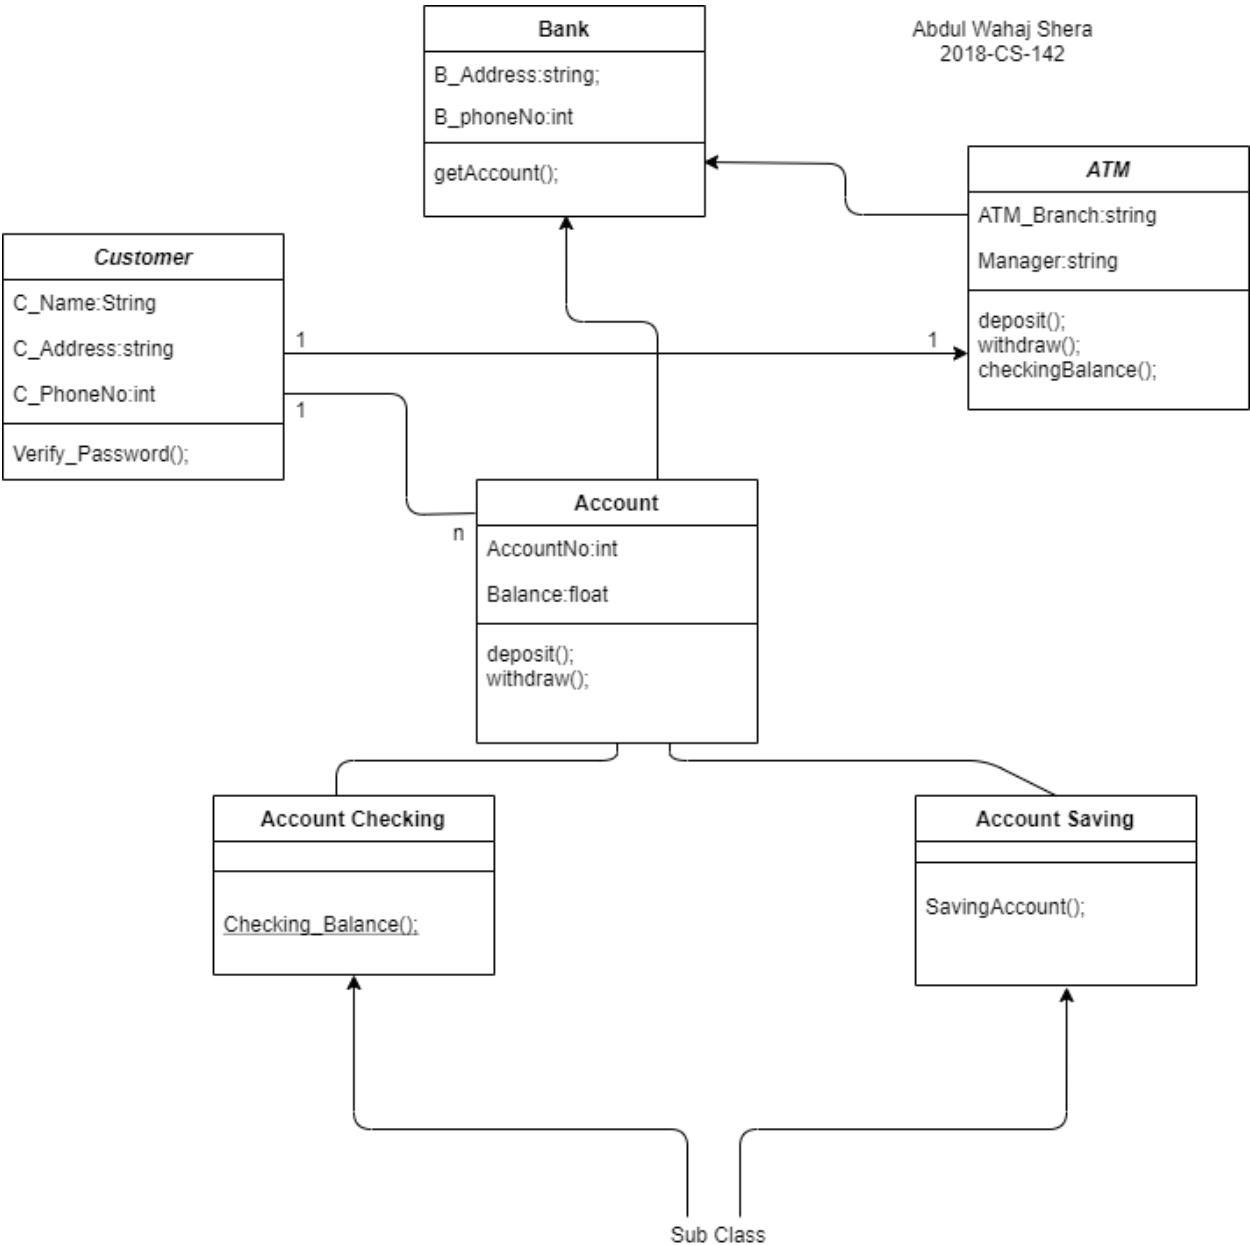 Bank
B_Address:string;
B_phoneNo:int
getAccount();
Abdul Wahaj Shera
2018-CS-142
ATM
ATM_Branch:string
Manager:string
deposit();
withdraw();
checkingBalance();
Customer
C_Name:String
C_Address:string
C_PhoneNo:int
Verify_Password();
1
1
1
n
Account
AccountNo:int
Balance:float
deposit();
withdraw();
Account Checking
Checking_Balance();
Account Saving
SavingAccount();
Sub Class